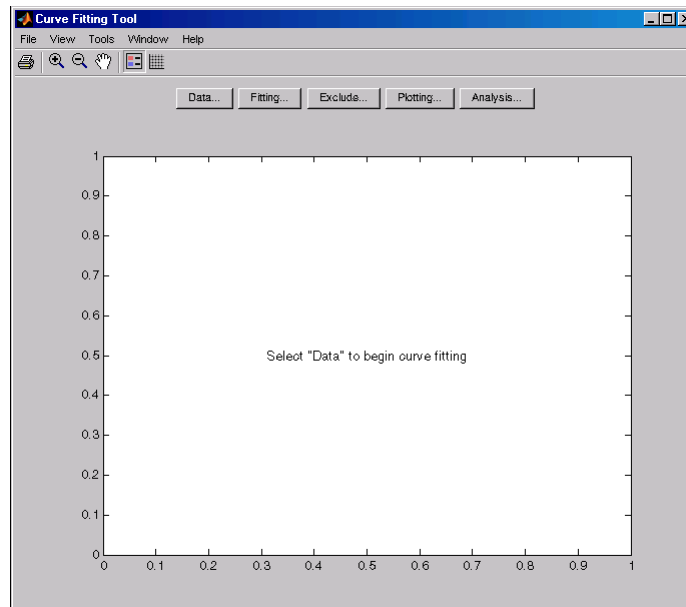 Curve Fitting Tool
File View Tools Window Help
Data... Fitting... Exclude... Plotting... Analysis...
1
0.9
0.8
0.7
0.6
Select "Data" to begin curve fitting
0.5
0.4
0.3
0.2
0.1
0
0 0.1 0.2 0.3 0.4 0.5 0.6 0.7 0.8 0.9 1